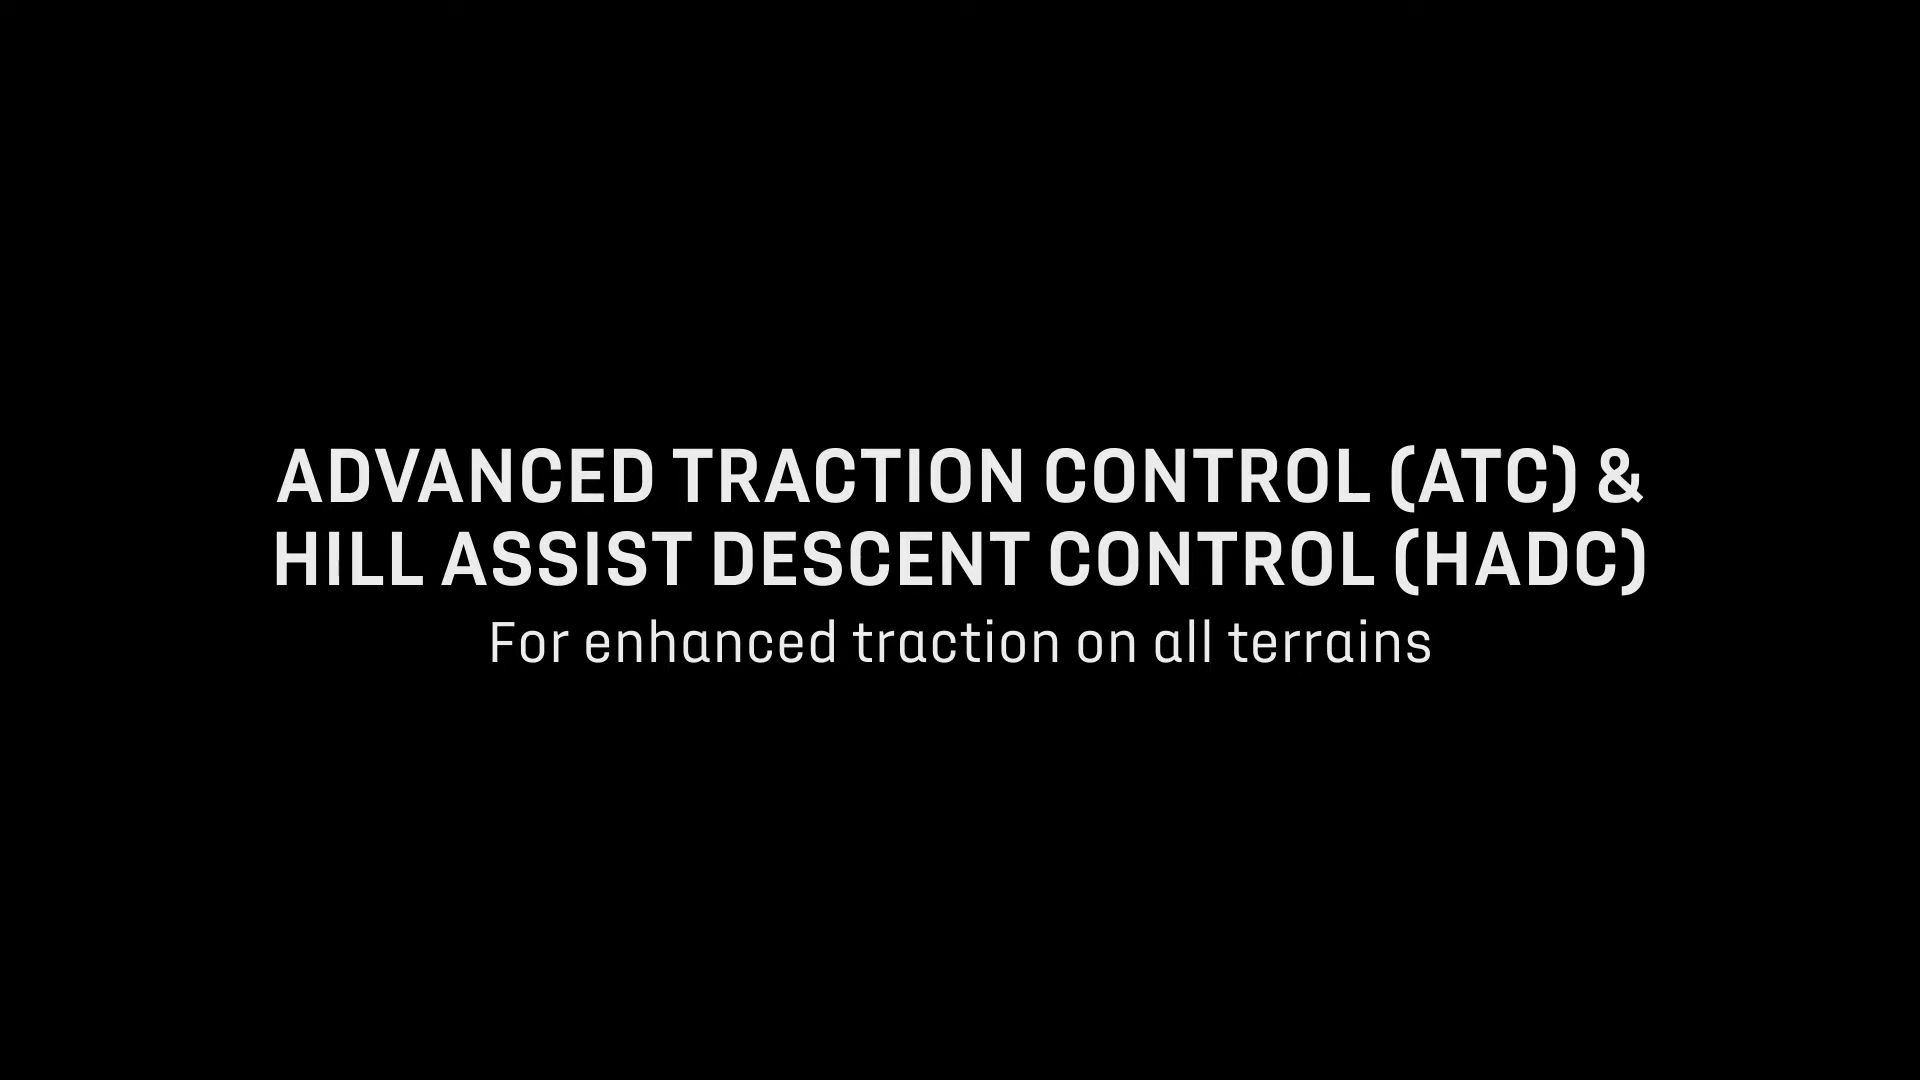 ADVANCED TRACTION CONTROL (ATC) &
HILL ASSIST DESCENT CONTROL (HADC)
For enhanced traction on all terrains